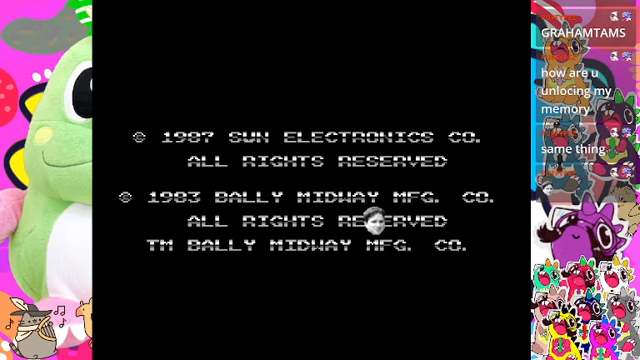 © 1987 SUN ELECTRONICS CO.
ALL RIGHTS RESERVED
© 1983 BALLY MIDWAY MFG. CO.
ALL RIGHTS RESERVED
TM BALLY MIDWAY MFG. CO.
GRAHAMTAMS
how are u
unlocing my
memory
same thing